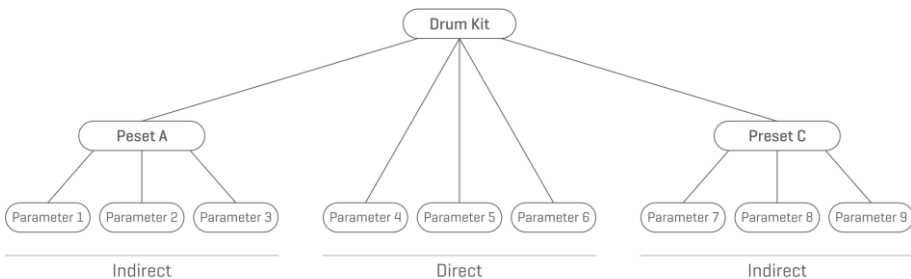 Drum Kit
Peset A
Preset C
Parameter 1 Parameter 2 Parameter 3 Parameter 4 Parameter 5 Parameter 6 Parameter 7 Parameter 8 Parameter 9
Indirect Direct Indirect